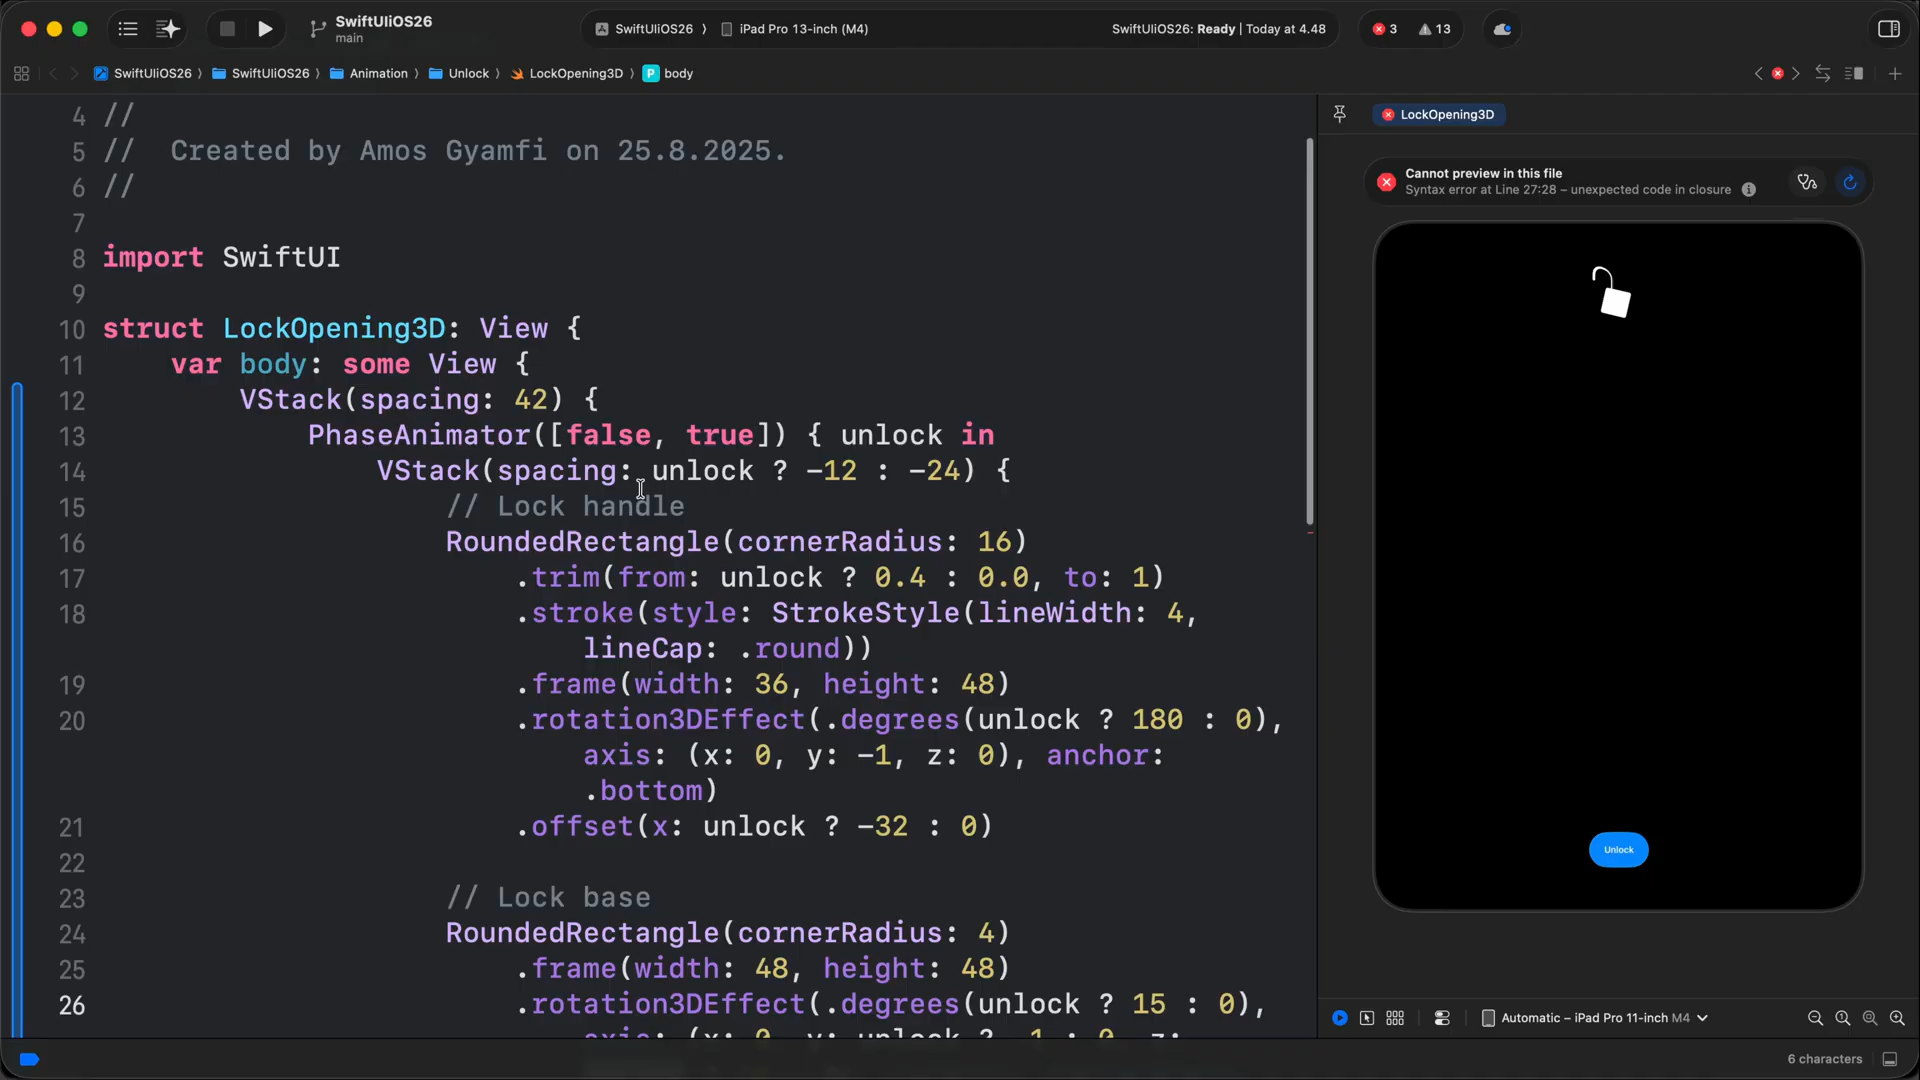 SwiftUIiOS26
main
SwiftUIiOS26 〉 iPad Pro 13-inch (M4)
SwiftUIiOS26: Ready | Today at 4.48
3
13
SwiftUIiOS26 〉 SwiftUIiOS26 〉 Animation 〉 Unlock 〉 LockOpening3D 〉 P body
4 //
5 //  Created by Amos Gyamfi on 25.8.2025.
6 //
7
8 import SwiftUI
9
10 struct LockOpening3D: View {
11     var body: some View {
12         VStack(spacing: 42) {
13             PhaseAnimator([false, true]) { unlock in
14                 VStack(spacing: unlock ? -12 : -24) {
15                     // Lock handle
16                     RoundedRectangle(cornerRadius: 16)
17                         .trim(from: unlock ? 0.4 : 0.0, to: 1)
18                         .stroke(style: StrokeStyle(lineWidth: 4,
lineCap: .round))
19                         .frame(width: 36, height: 48)
20                         .rotation3DEffect(.degrees(unlock ? 180 : 0),
axis: (x: 0, y: -1, z: 0), anchor:
.bottom)
21                         .offset(x: unlock ? -32 : 0)
22
23                     // Lock base
24                     RoundedRectangle(cornerRadius: 4)
25                         .frame(width: 48, height: 48)
26                         .rotation3DEffect(.degrees(unlock ? 15 : 0),
LockOpening3D
Cannot preview in this file
Syntax error at Line 27:28 – unexpected code in closure
Unlock
Automatic – iPad Pro 11-inch M4
6 characters